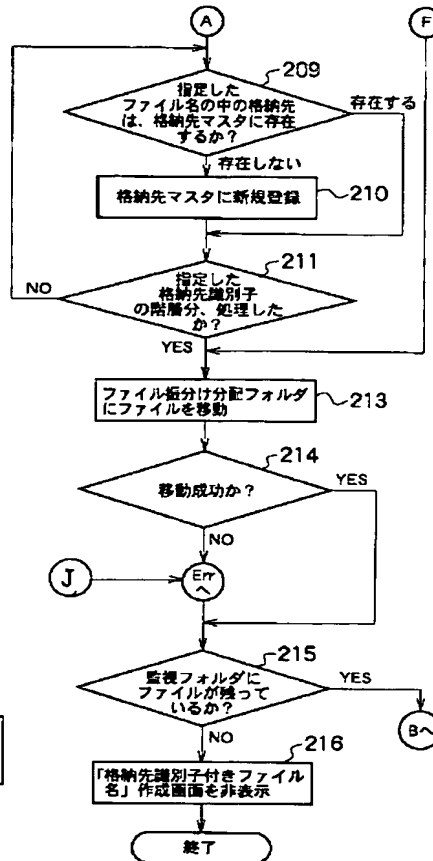 A
F
209
指定した
ファイル名の中の格納先
は、格納先マスタに存在
するか?
存在する
存在しない
格納先マスタに新規登録
210
211
指定した
格納先識別子
の階層分、処理した
か?
NO
YES
ファイル振分け分配フォルダ
にファイルを移動
213
214
移動成功か?
YES
NO
J
Err
へ
215
監視フォルダに
ファイルが残って
いるか?
YES
Bへ
NO
216
「格納先識別子付きファイル
名」作成画面を非表示
終了